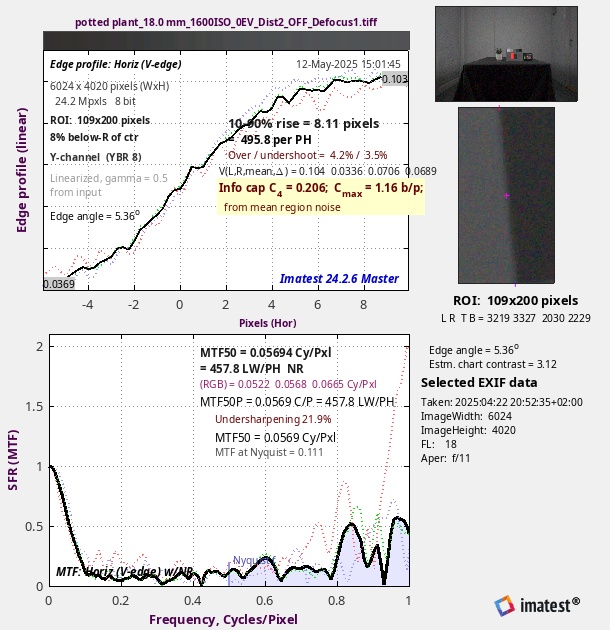 potted plant_18.0 mm_1600ISO_0EV_Dist2_OFF_Defocus1.tiff
Edge profile: Horiz (V-edge)
12-May-2025 15:01:45
6024 x 4020 pixels (WxH)
24.2 Mpxls   8 bit
0.103
ROI:  109x200 pixels
10-90% rise = 8.11 pixels
8% below-R of ctr
=  495.8 per PH
Y-channel  (YBR 8)
Over / undershoot =  4.2% /  3.5%
V(L,R,mean,Δ) = 0.104  0.0336  0.0706  0.0689
Linearized, gamma = 0.5
from input
Info cap C4 = 0.206;  Cmax = 1.16 b/p;
from mean region noise
Edge angle = 5.36o
Edge profile (linear)
0.0369
Imatest 24.2.6 Master
-4 -2 0 2 4 6 8
Pixels (Hor)
ROI:  109x200 pixels
L R  T B = 3219 3327  2030 2229
Edge angle = 5.36o
Estm. chart contrast = 3.12
Selected EXIF data
Taken: 2025:04:22 20:52:35+02:00
ImageWidth:  6024
ImageHeight:  4020
FL:   18
Aper:  f/11
MTF50 = 0.05694 Cy/Pxl
= 457.8 LW/PH  NR
(RGB) = 0.0522  0.0568  0.0665 Cy/Pxl
MTF50P = 0.0569 C/P = 457.8 LW/PH
Undersharpening 21.9%
MTF50 = 0.0569 Cy/Pxl
MTF at Nyquist = 0.111
SFR (MTF)
2
1.5
1
0.5
0
Nyquist
MTF: Horiz (V-edge) w/NR
0 0.2 0.4 0.6 0.8 1
Frequency, Cycles/Pixel
imatest®